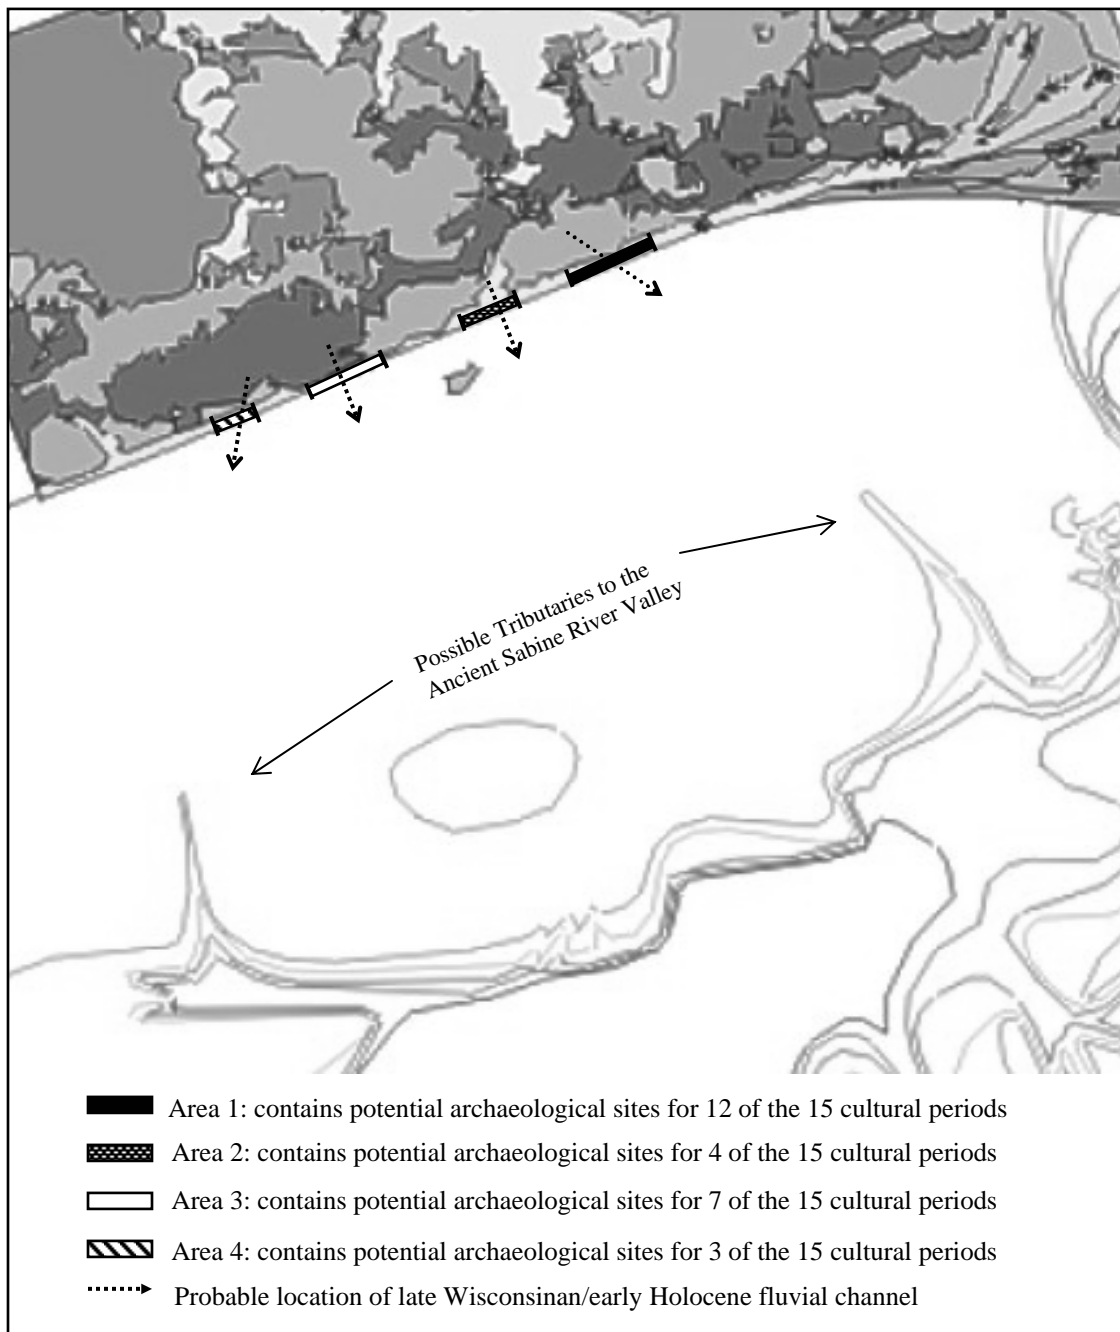 Possible Tributaries to the
Ancient Sabine River Valley
Area 1: contains potential archaeological sites for 12 of the 15 cultural periods
Area 2: contains potential archaeological sites for 4 of the 15 cultural periods
Area 3: contains potential archaeological sites for 7 of the 15 cultural periods
Area 4: contains potential archaeological sites for 3 of the 15 cultural periods
Probable location of late Wisconsinan/early Holocene fluvial channel